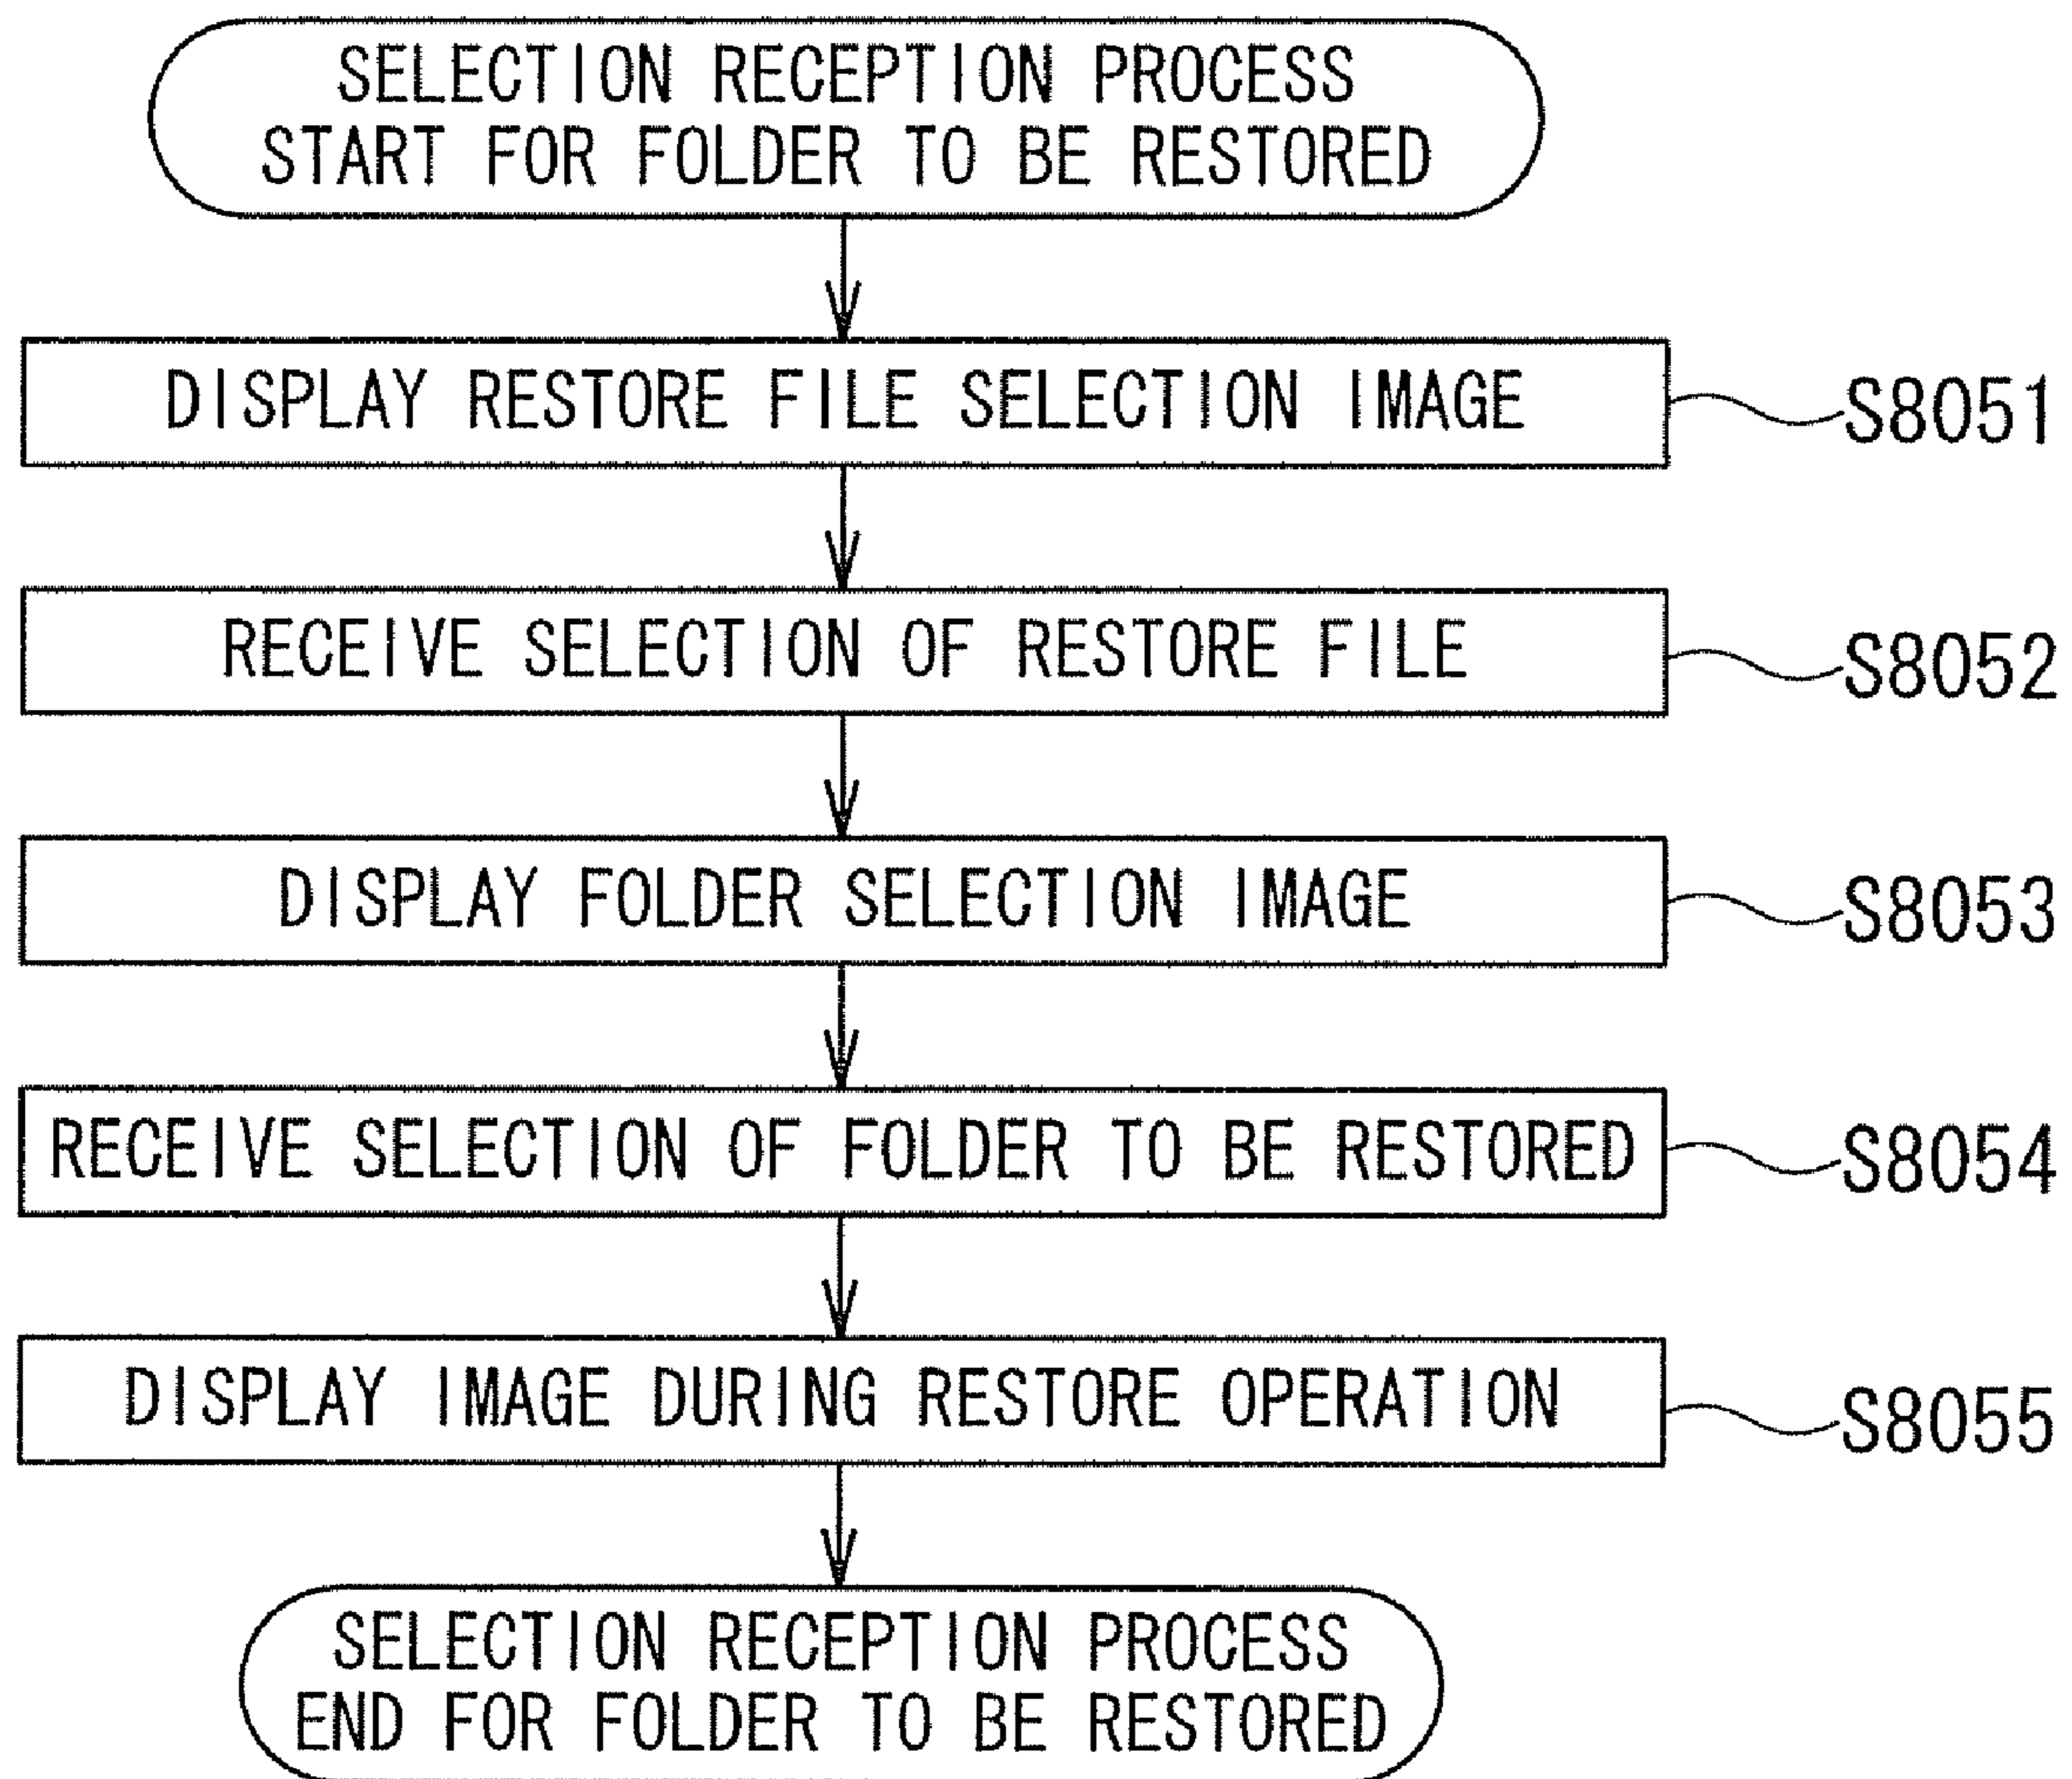 SELECTION RECEPTION PROCESS
START FOR FOLDER TO BE RESTORED
DISPLAY RESTORE FILE SELECTION IMAGE
S8051
RECEIVE SELECTION OF RESTORE FILE
S8052
DISPLAY FOLDER SELECTION IMAGE
S8053
RECEIVE SELECTION OF FOLDER TO BE RESTORED
S8054
DISPLAY IMAGE DURING RESTORE OPERATION
S8055
SELECTION RECEPTION PROCESS
END FOR FOLDER TO BE RESTORED